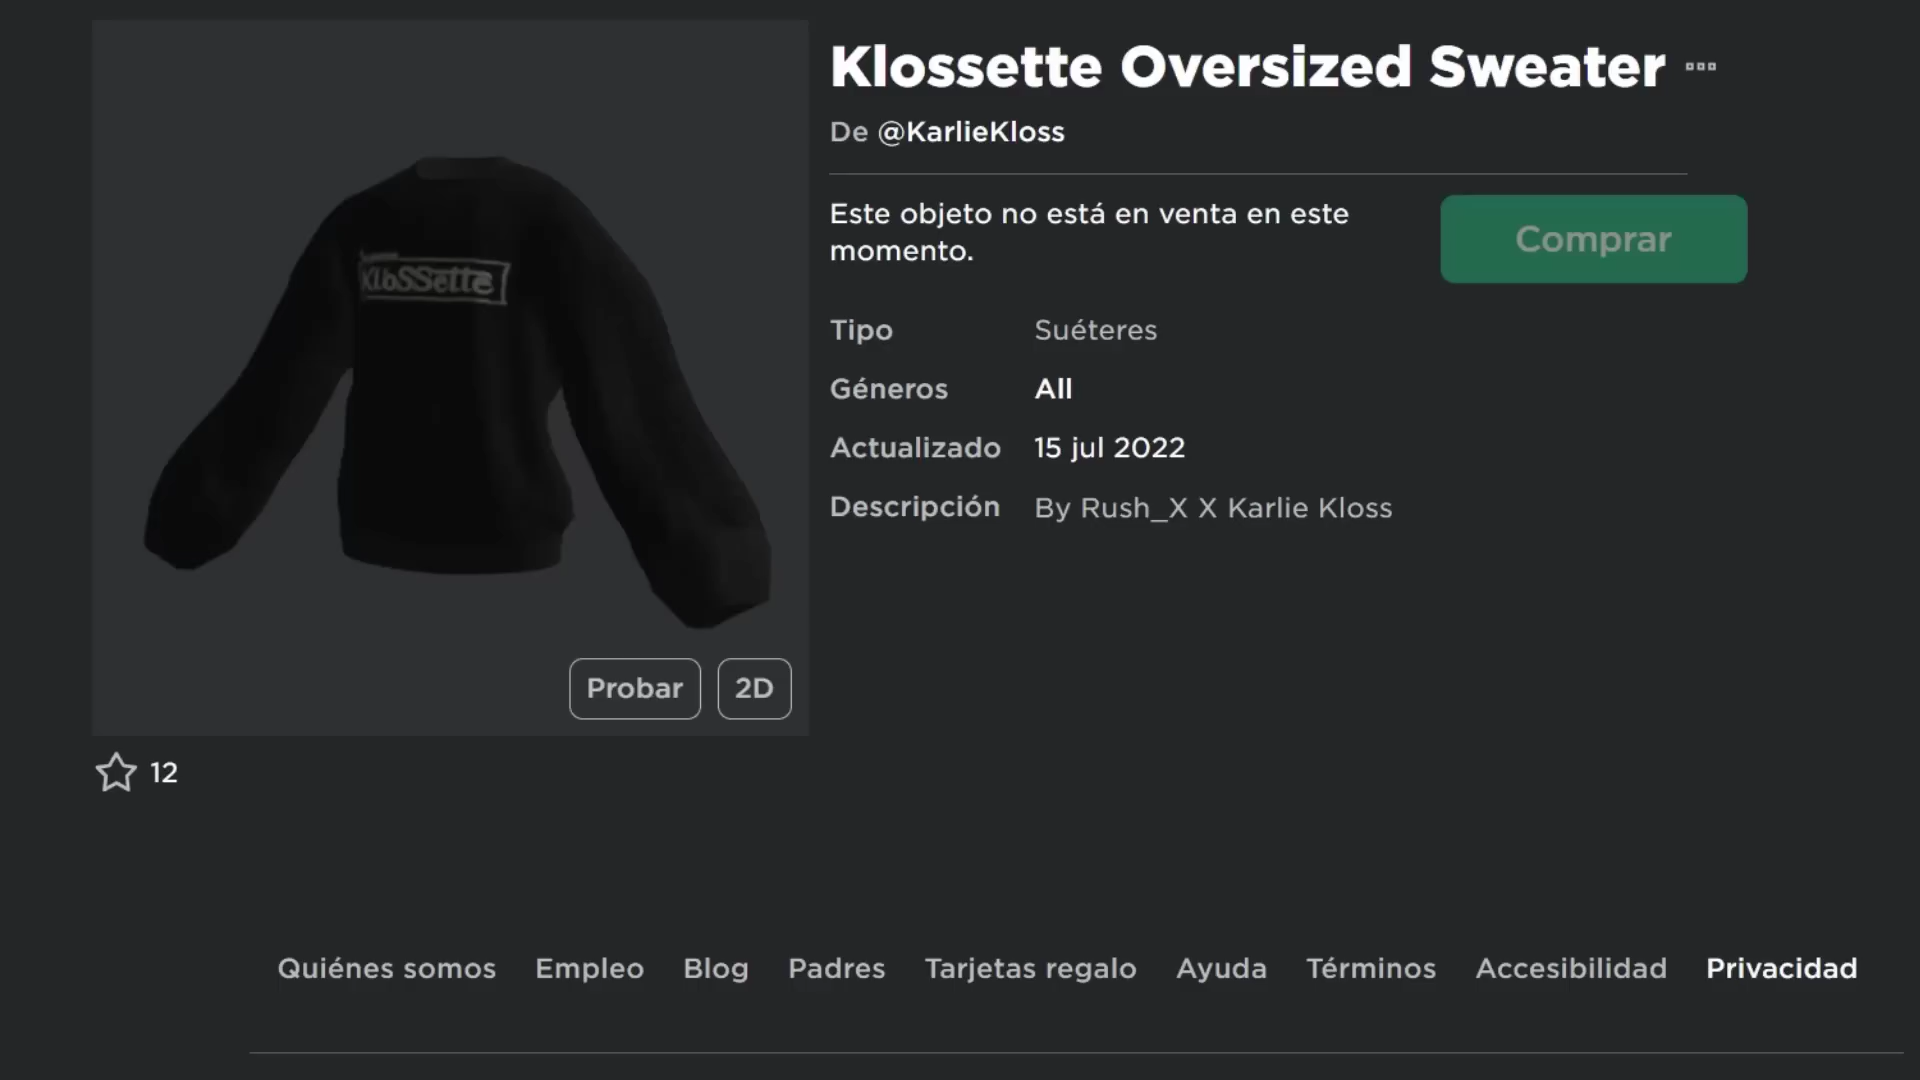 Klossette Oversized Sweater
De @KarlieKloss
Este objeto no está en venta en este
momento.
Comprar
Tipo Suéteres
Géneros All
Actualizado 15 jul 2022
Descripción By Rush_X X Karlie Kloss
KloSSette
Probar 2D
12
Quiénes somos Empleo Blog Padres Tarjetas regalo Ayuda Términos Accesibilidad Privacidad